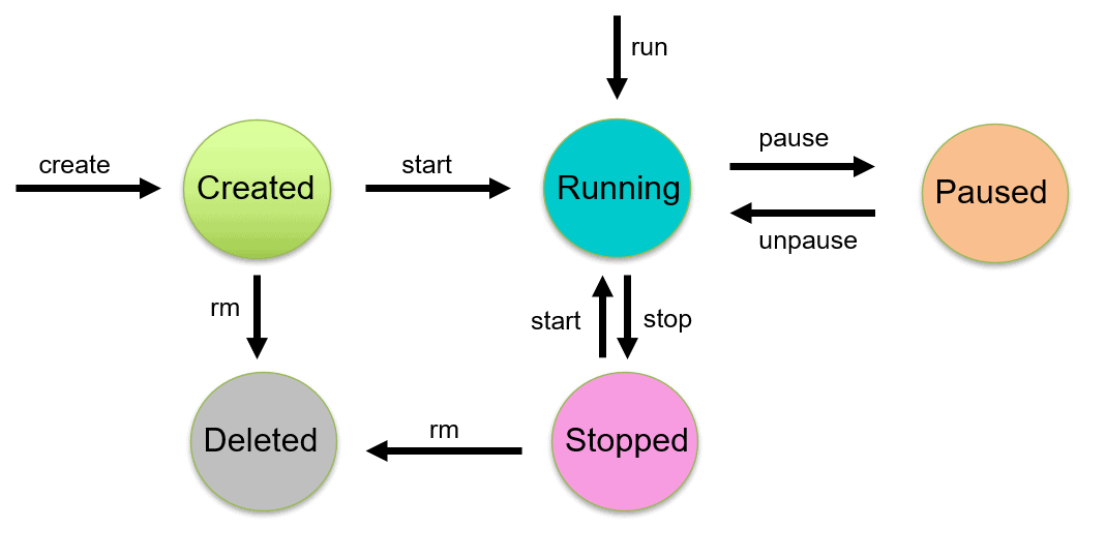 run
create
Created
start
Running
pause
unpause
Paused
rm
start
stop
Deleted
rm
Stopped